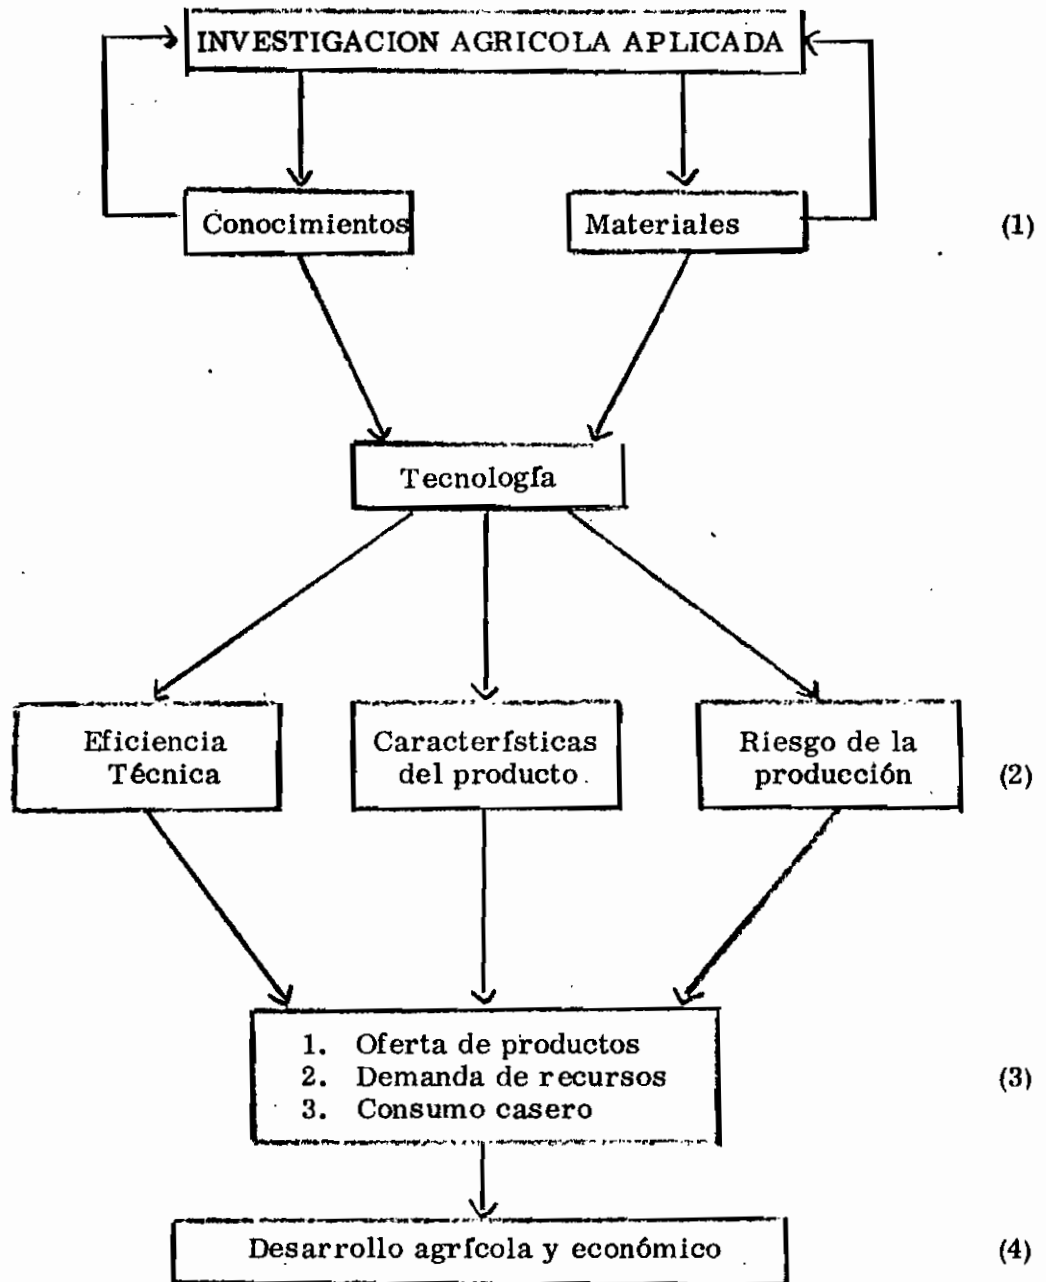 INVESTIGACION AGRICOLA APLICADA
Conocimientos
Materiales
(1)
Tecnología
Eficiencia
Técnica
Características
del producto
Riesgo de la
producción
(2)
1. Oferta de productos
2. Demanda de recursos
3. Consumo casero
(3)
Desarrollo agrícola y económico
(4)